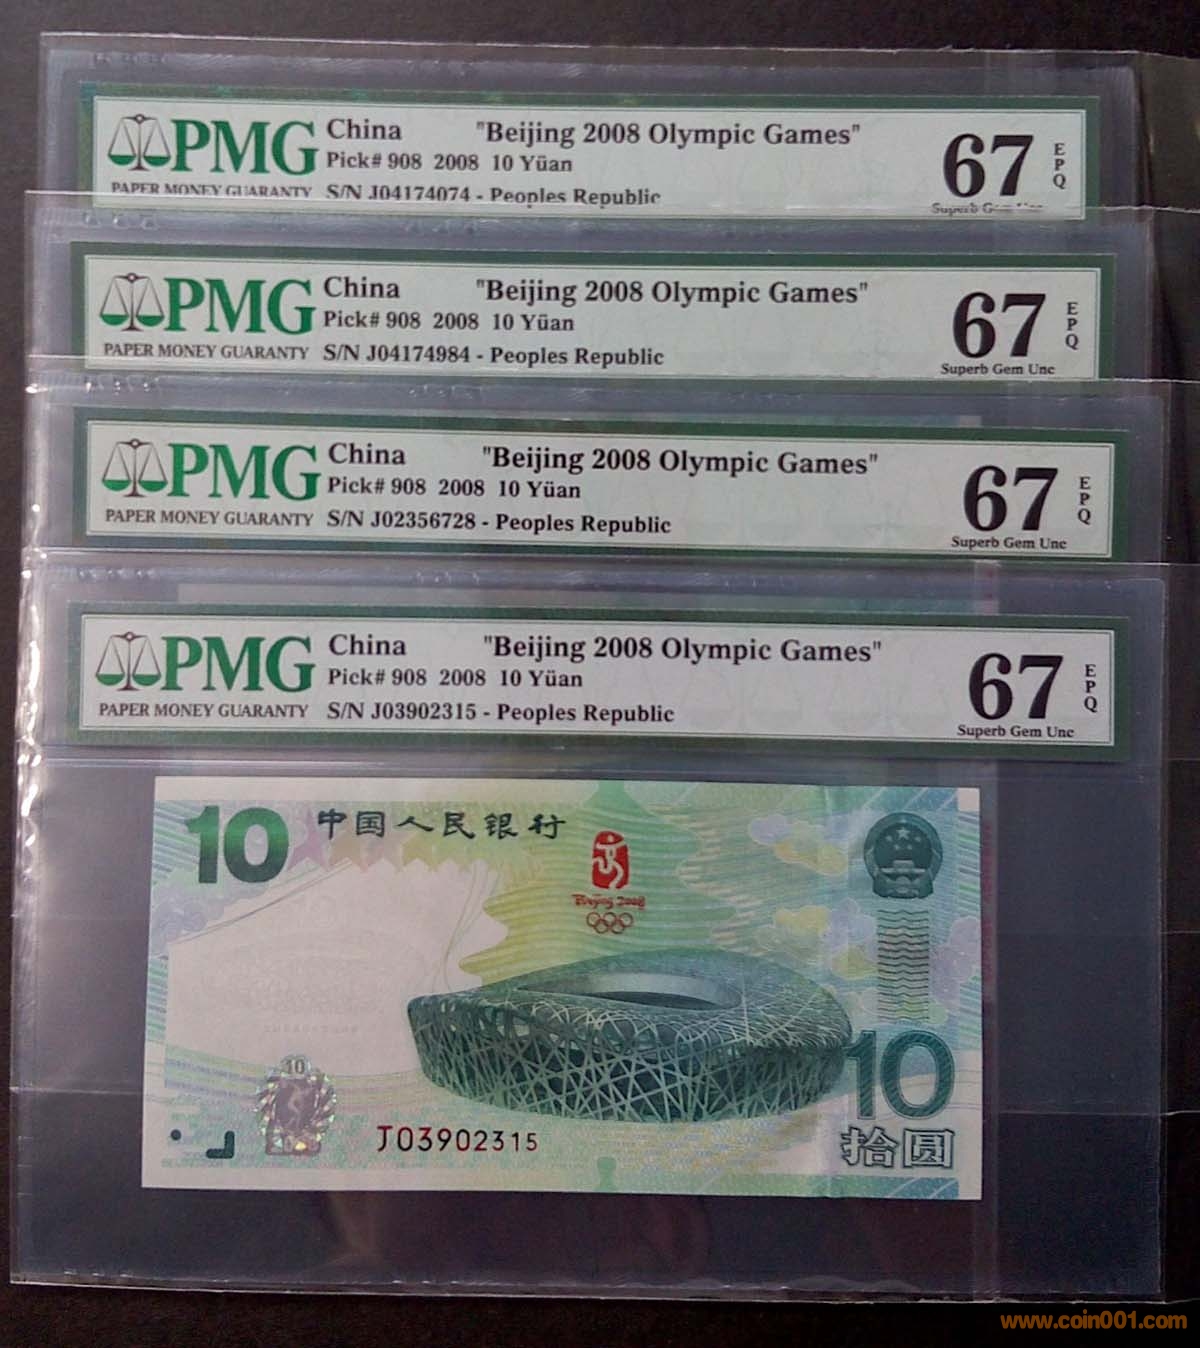 PMG China "Beijing 2008 Olympic Games" 67 EPQ
Pick# 908 2008 10 Yüan
PAPER MONEY GUARANTY S/N J04174074 - Peoples Republic
Superb Gem Unc
PMG China "Beijing 2008 Olympic Games" 67 EPQ
Pick# 908 2008 10 Yüan
PAPER MONEY GUARANTY S/N J04174984 - Peoples Republic
Superb Gem Unc
PMG China "Beijing 2008 Olympic Games" 67 EPQ
Pick# 908 2008 10 Yüan
PAPER MONEY GUARANTY S/N J02356728 - Peoples Republic
Superb Gem Unc
PMG China "Beijing 2008 Olympic Games" 67 EPQ
Pick# 908 2008 10 Yüan
PAPER MONEY GUARANTY S/N J03902315 - Peoples Republic
Superb Gem Unc
10 中国人民银行
Beijing 2008
10
10
J03902315
拾圆
www.coin001.com